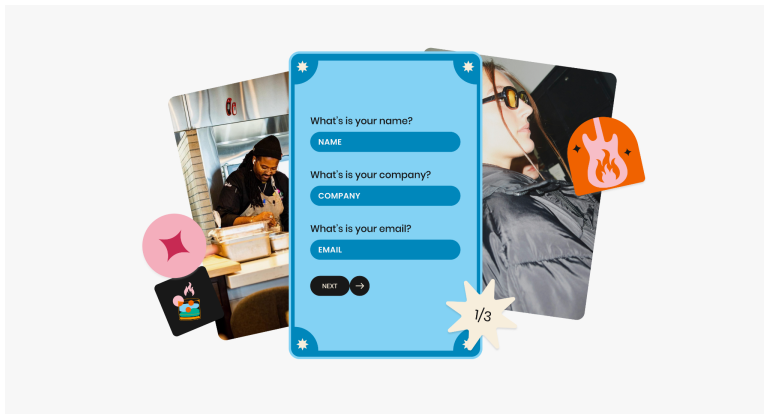 What's is your name?
NAME
What's is your company?
COMPANY
What's is your email?
EMAIL
NEXT
1/3